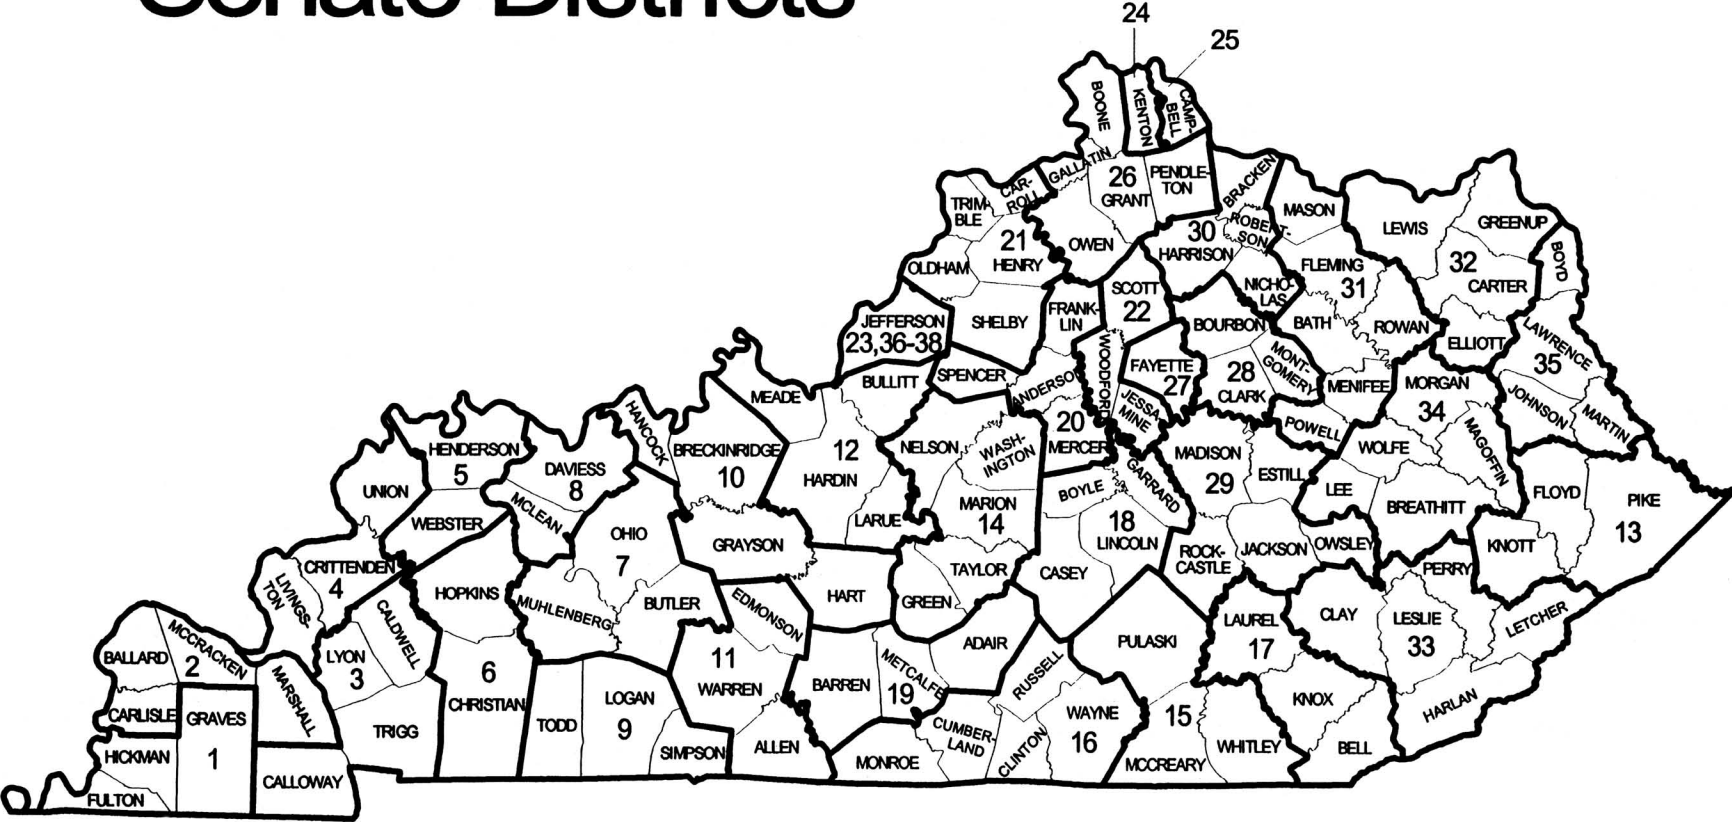 Senate Districts
24
25
BOONE
KENTON
CAMP-
BELL
GALLATIN
26
GRANT
PENDLE-
TON
BRACKEN
CAR-
ROLL
TRIM-
BLE
OWEN
30
HARRISON
ROBERT-
SON
MASON
LEWIS
GREENUP
BOYD
21
HENRY
OLDHAM
32
CARTER
FLEMING
31
NICHO-
LAS
SCOTT
22
FRANK-
LIN
SHELBY
JEFFERSON
23,36-38
BOURBON
BATH
ROWAN
ELLIOTT
LAWRENCE
35
WOODFORD
FAYETTE
27
28
CLARK
MONT-
GOMERY
MENIFEE
MORGAN
34
JOHNSON
MARTIN
BULLITT
SPENCER
ANDERSON
JESSA
MINE
MEADE
HANCOCK
BRECKINRIDGE
10
12
HARDIN
NELSON
WASH-
INGTON
20
MERCER
GARRARD
MADISON
29
ESTILL
POWELL
WOLFE
MAGOFFIN
HENDERSON
5
DAVIESS
8
UNION
WEBSTER
MCLEAN
OHIO
7
GRAYSON
LARUE
MARION
14
BOYLE
18
LINCOLN
LEE
BREATHITT
FLOYD
PIKE
13
CRITTENDEN
4
LIVINGS-
TON
TAYLOR
CASEY
ROCK-
CASTLE
JACKSON
OWSLEY
PERRY
KNOTT
HOPKINS
MUHLENBERG
BUTLER
EDMONSON
HART
GREEN
ADAIR
CALDWELL
LYON
3
PULASKI
LAUREL
17
CLAY
LESLIE
33
LETCHER
BALLARD
MCCRACKEN
2
MARSHALL
6
CHRISTIAN
11
WARREN
BARREN
METCALFE
19
RUSSELL
KNOX
HARLAN
CARLISLE
GRAVES
1
TRIGG
TODD
LOGAN
9
SIMPSON
ALLEN
MONROE
CUMBER-
LAND
CLINTON
WAYNE
16
15
MCCREARY
WHITLEY
BELL
HICKMAN
FULTON
CALLOWAY